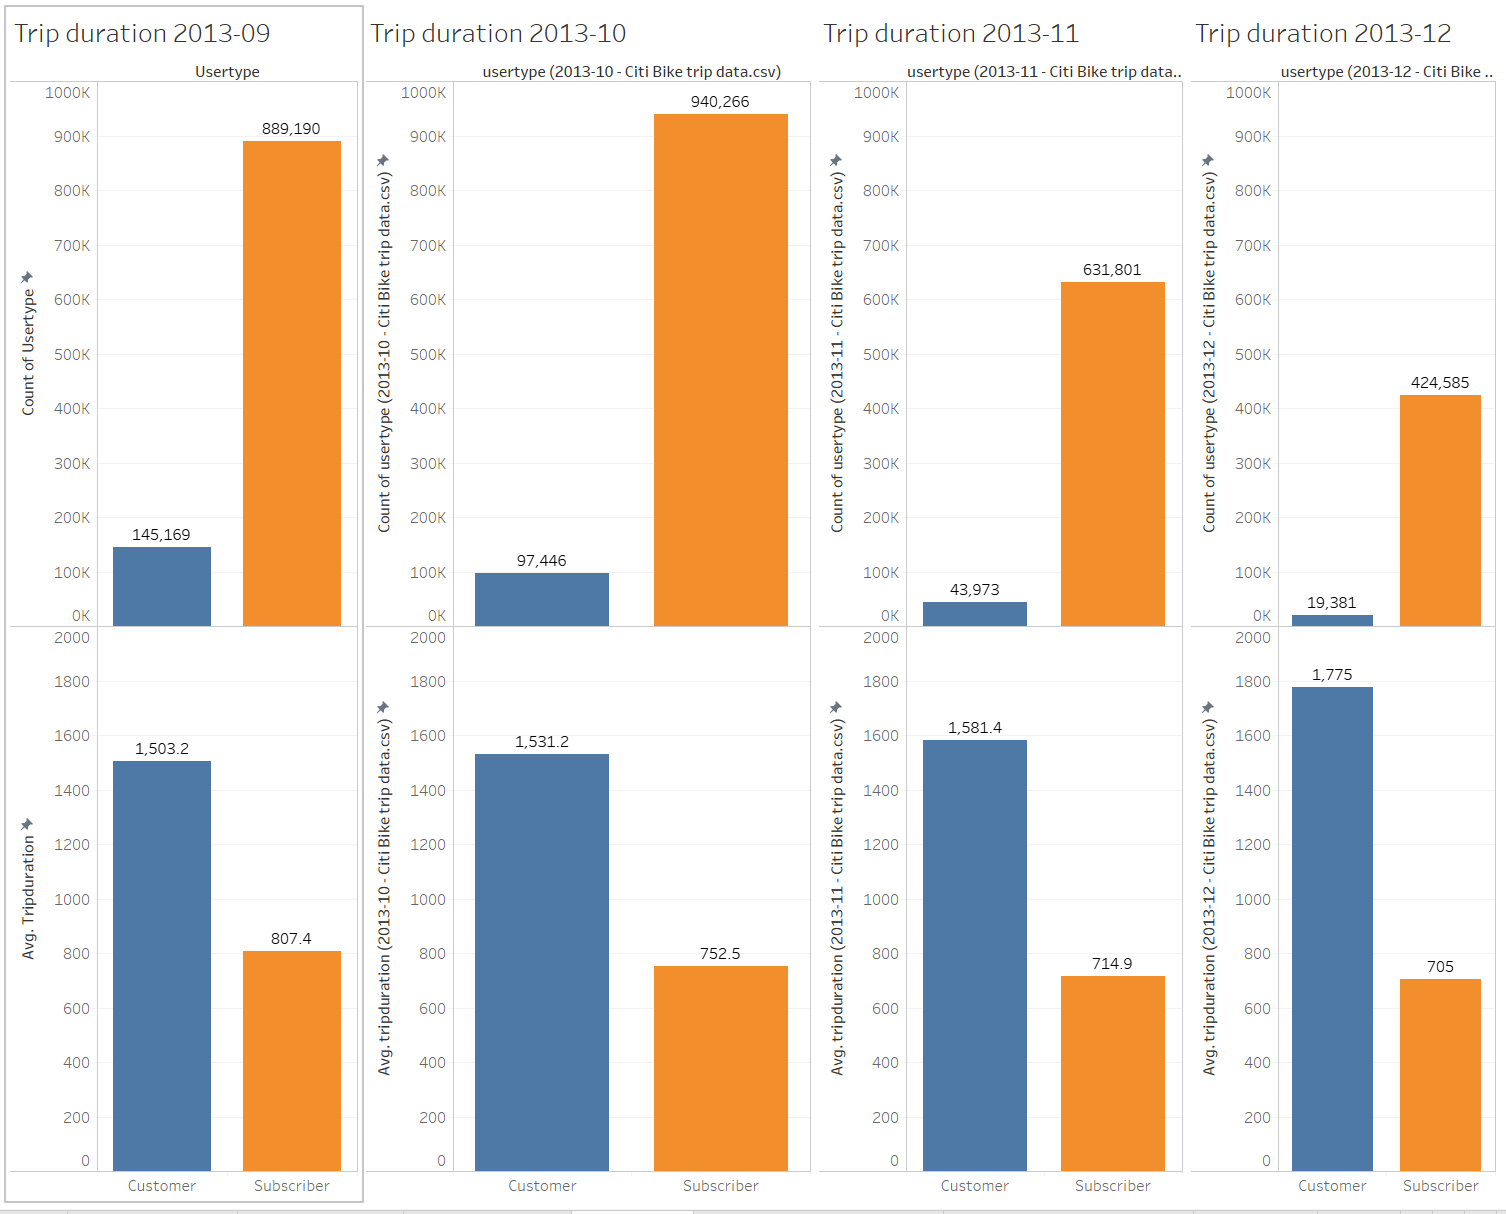 Trip duration 2013-09
Usertype
Count of Usertype
1000K
900K
800K
700K
600K
500K
400K
300K
200K
100K
0K
889,190
145,169
Avg. Tripduration
2000
1800
1600
1400
1200
1000
800
600
400
200
0
1,503.2
807.4
Customer
Subscriber
Trip duration 2013-10
usertype (2013-10 - Citi Bike trip data.csv)
Count of usertype (2013-10 - Citi Bike trip data.csv)
1000K
900K
800K
700K
600K
500K
400K
300K
200K
100K
0K
940,266
97,446
Avg. tripduration (2013-10 - Citi Bike trip data.csv)
2000
1800
1600
1400
1200
1000
800
600
400
200
0
1,531.2
752.5
Customer
Subscriber
Trip duration 2013-11
usertype (2013-11 - Citi Bike trip data..
Count of usertype (2013-11 - Citi Bike trip data.csv)
1000K
900K
800K
700K
600K
500K
400K
300K
200K
100K
0K
631,801
43,973
Avg. tripduration (2013-11 - Citi Bike trip data.csv)
2000
1800
1600
1400
1200
1000
800
600
400
200
0
1,581.4
714.9
Customer
Subscriber
Trip duration 2013-12
usertype (2013-12 - Citi Bike ..
Count of usertype (2013-12 - Citi Bike trip data.csv)
1000K
900K
800K
700K
600K
500K
400K
300K
200K
100K
0K
424,585
19,381
Avg. tripduration (2013-12 - Citi Bike trip data.csv)
2000
1800
1600
1400
1200
1000
800
600
400
200
0
1,775
705
Customer
Subscriber